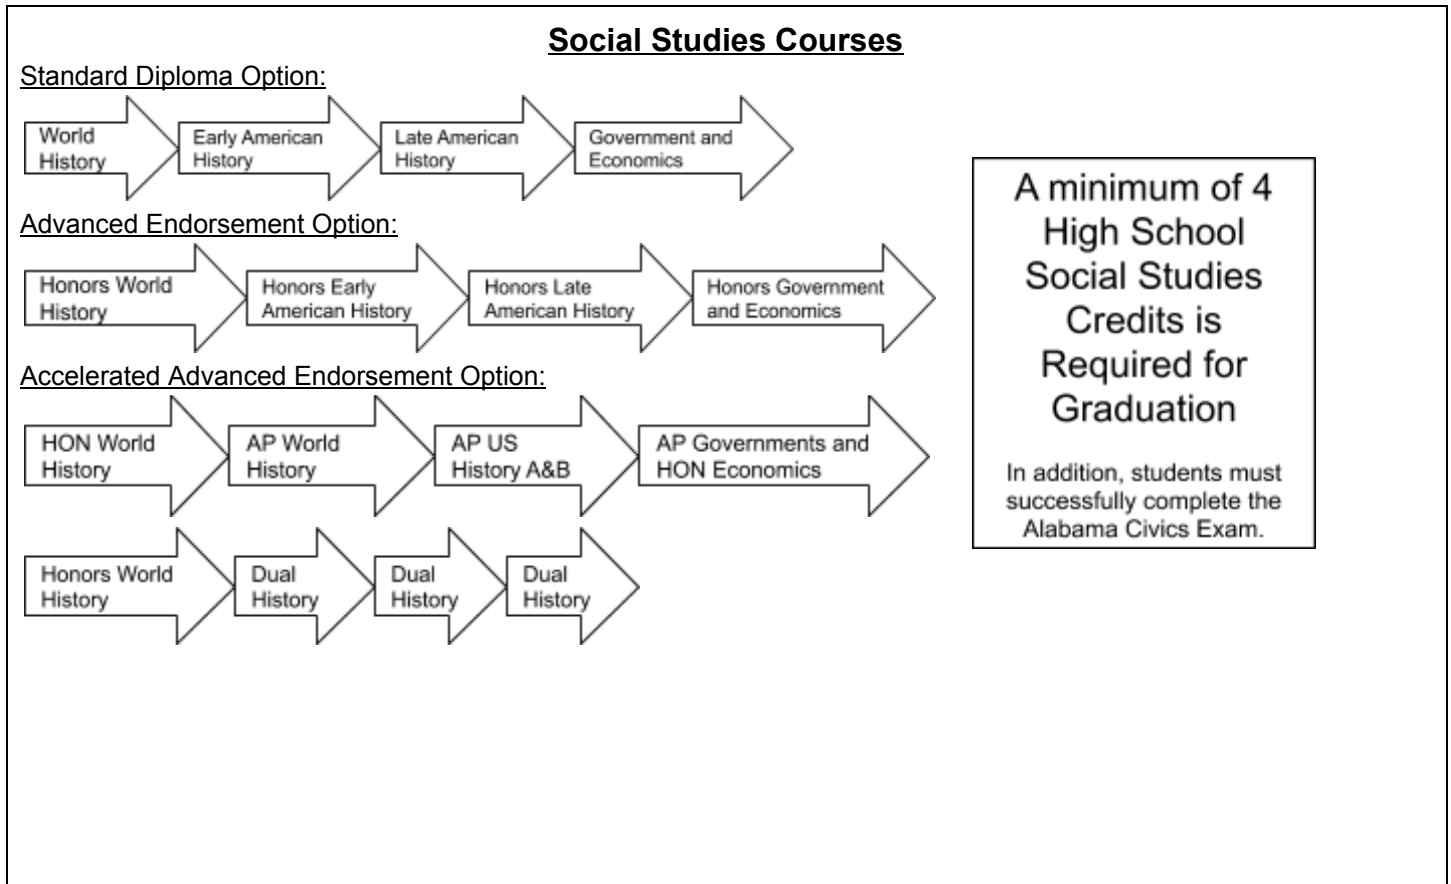 Social Studies Courses
Standard Diploma Option:
World
History
Early American
History
Late American
History
Government and
Economics
Advanced Endorsement Option:
Honors World
History
Honors Early
American History
Honors Late
American History
Honors Government
and Economics
Accelerated Advanced Endorsement Option:
HON World
History
AP World
History
AP US
History A&B
AP Governments and
HON Economics
Honors World
History
Dual
History
Dual
History
Dual
History
A minimum of 4
High School
Social Studies
Credits is
Required for
Graduation
In addition, students must
successfully complete the
Alabama Civics Exam.